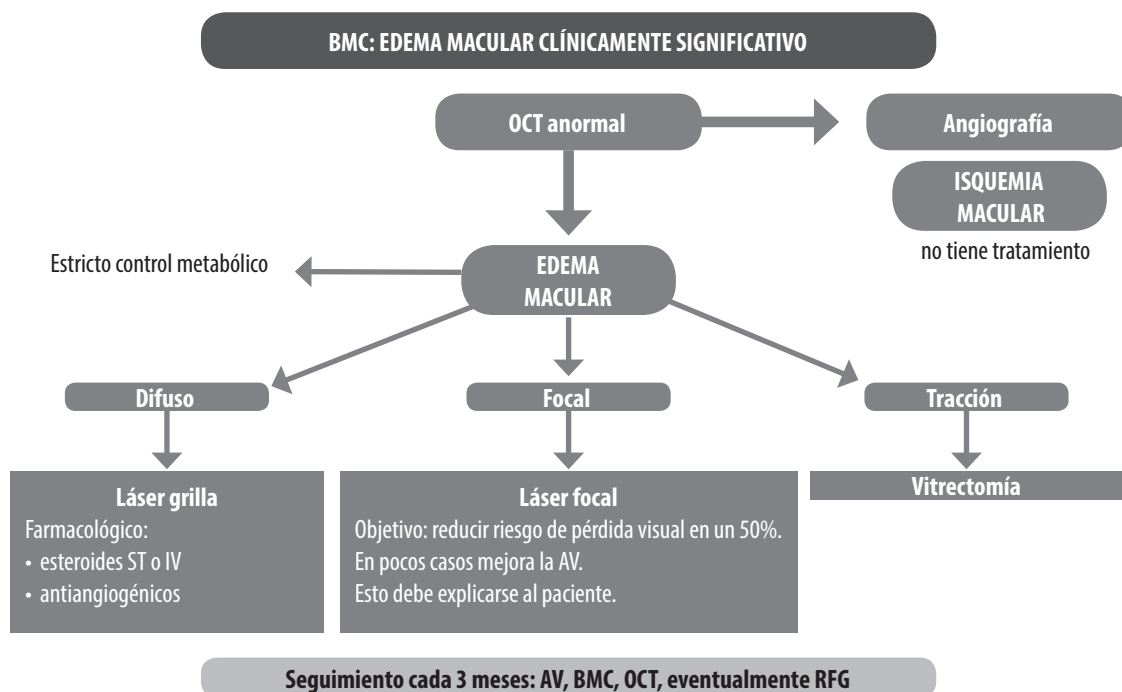 BMC: EDEMA MACULAR CLÍNICAMENTE SIGNIFICATIVO
OCT anormal
Angiografía
ISQUEMIA
MACULAR
no tiene tratamiento
Estricto control metabólico
EDEMA
MACULAR
Difuso
Focal
Tracción
Láser grilla
Farmacológico:
• esteroides ST o IV
• antiangiogénicos
Láser focal
Objetivo: reducir riesgo de pérdida visual en un 50%.
En pocos casos mejora la AV.
Esto debe explicarse al paciente.
Vitrectomía
Seguimiento cada 3 meses: AV, BMC, OCT, eventualmente RFG